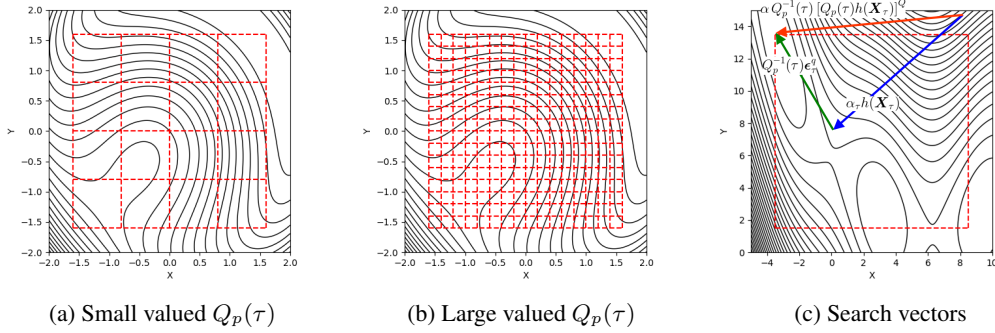 2.0
1.5
1.0
0.5
0.0
−0.5
−1.0
−1.5
−2.0
Y
−2.0 −1.5 −1.0 −0.5 0.0 0.5 1.0 1.5 2.0
X
2.0
1.5
1.0
0.5
0.0
−0.5
−1.0
−1.5
−2.0
Y
−2.0 −1.5 −1.0 −0.5 0.0 0.5 1.0 1.5 2.0
X
α Q_p^{-1}(τ) [Q_p(τ)h(X_τ)]^Q
Q_p^{-1}(τ)ε_τ^q
α_τ h(X_τ)
14
12
10
8
6
4
2
0
Y
−4 −2 0 2 4 6 8 10
X
(a) Small valued Q_p(τ)
(b) Large valued Q_p(τ)
(c) Search vectors